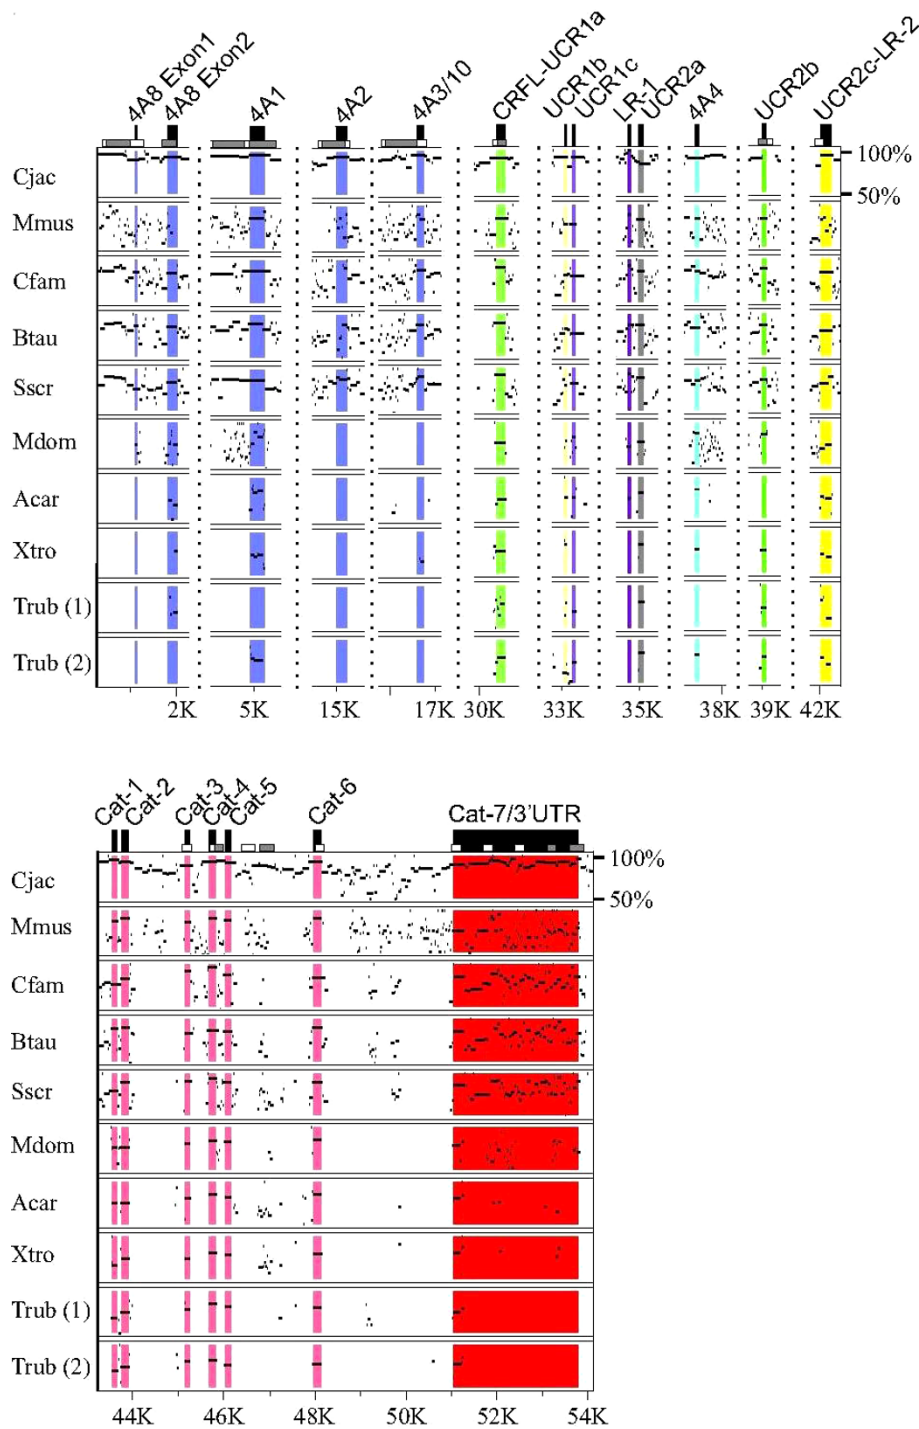 4A8 Exon1 4A8 Exon2 4A1 4A2 4A3/10 CRFL-UCR1a UCR1b UCR1c LR-1 UCR2a 4A4 UCR2b UCR2c-LR-2
100%
Cjac
50%
Mmus
Cfam
Btau
Sscr
Mdom
Acar
Xtro
Trub (1)
Trub (2)
2K 5K 15K 17K 30K 33K 35K 38K 39K 42K
Cat-1 Cat-2 Cat-3 Cat-4 Cat-5 Cat-6 Cat-7/3'UTR
100%
Cjac
50%
Mmus
Cfam
Btau
Sscr
Mdom
Acar
Xtro
Trub (1)
Trub (2)
44K 46K 48K 50K 52K 54K